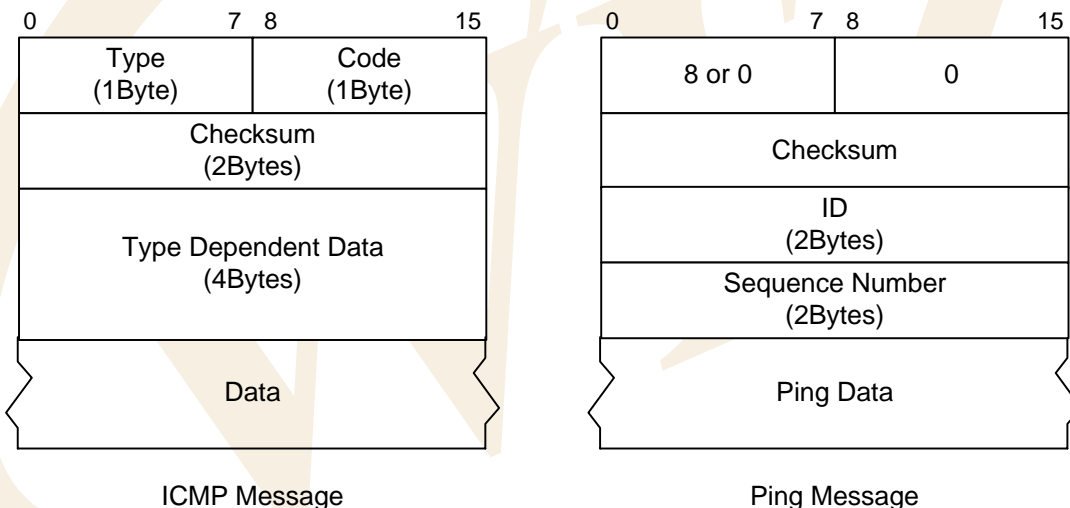 0 7 8 15
Type
(1Byte)
Code
(1Byte)
Checksum
(2Bytes)
Type Dependent Data
(4Bytes)
Data
ICMP Message
0 7 8 15
8 or 0
0
Checksum
ID
(2Bytes)
Sequence Number
(2Bytes)
Ping Data
Ping Message